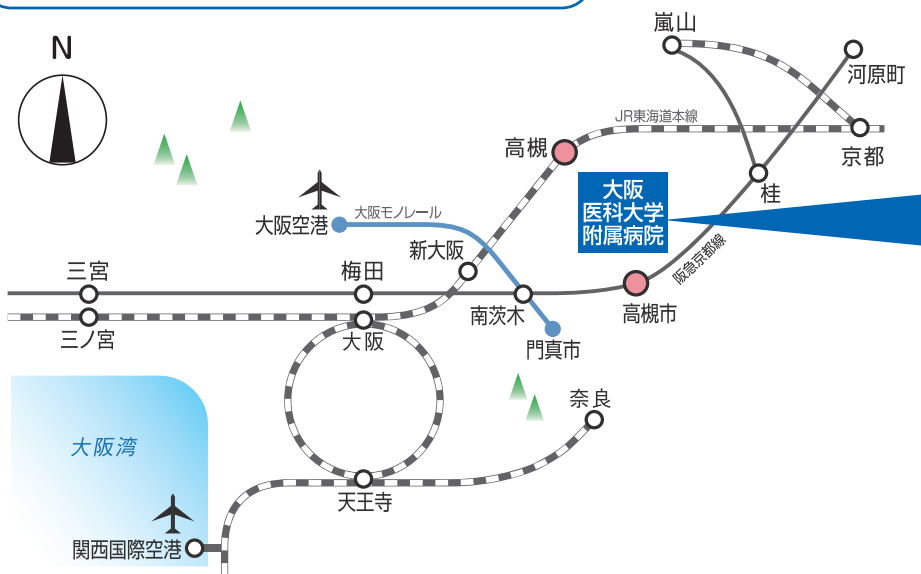 N
嵐山
河原町
JR東海道本線
高槻
京都
大阪
医科大学
附属病院
桂
大阪モノレール
大阪空港
新大阪
阪急京都線
三宮
梅田
南茨木
高槻市
三ノ宮
大阪
門真市
奈良
大阪湾
天王寺
関西国際空港